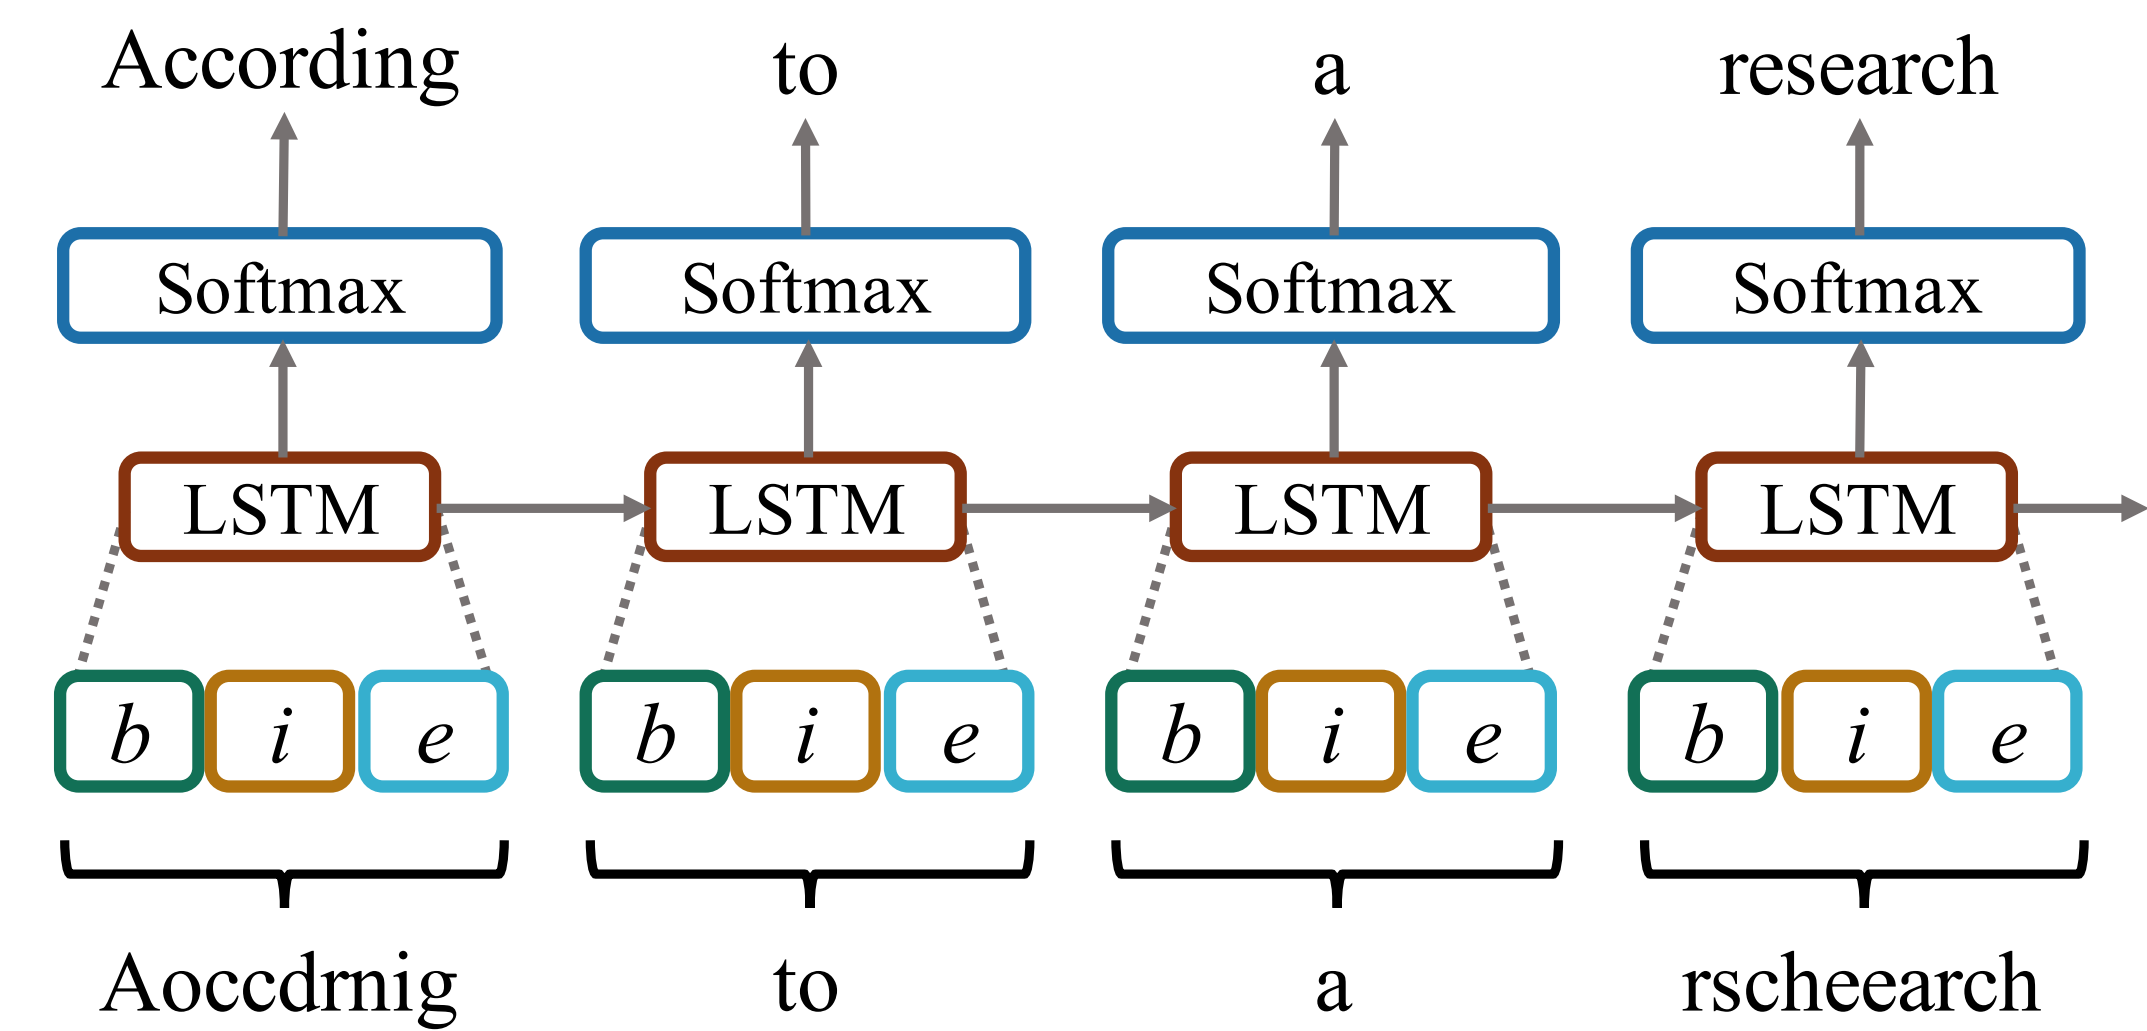 According to a research
Softmax Softmax Softmax Softmax
LSTM LSTM LSTM LSTM
b i e b i e b i e b i e
Aoccdrnig to a rscheearch